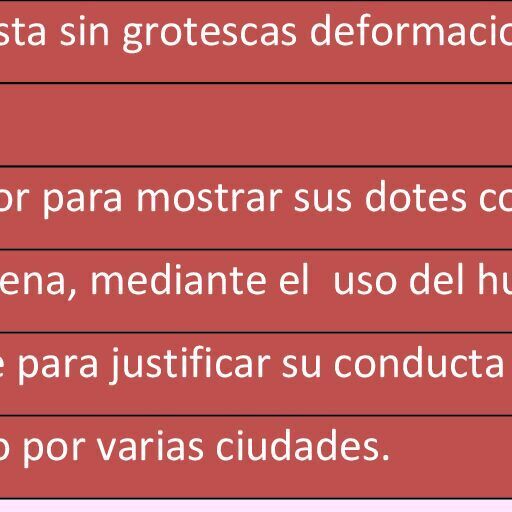 sta sin grotescas deformacio
or para mostrar sus dotes co
ena, mediante el  uso del hu
e para justificar su conducta
o por varias ciudades.